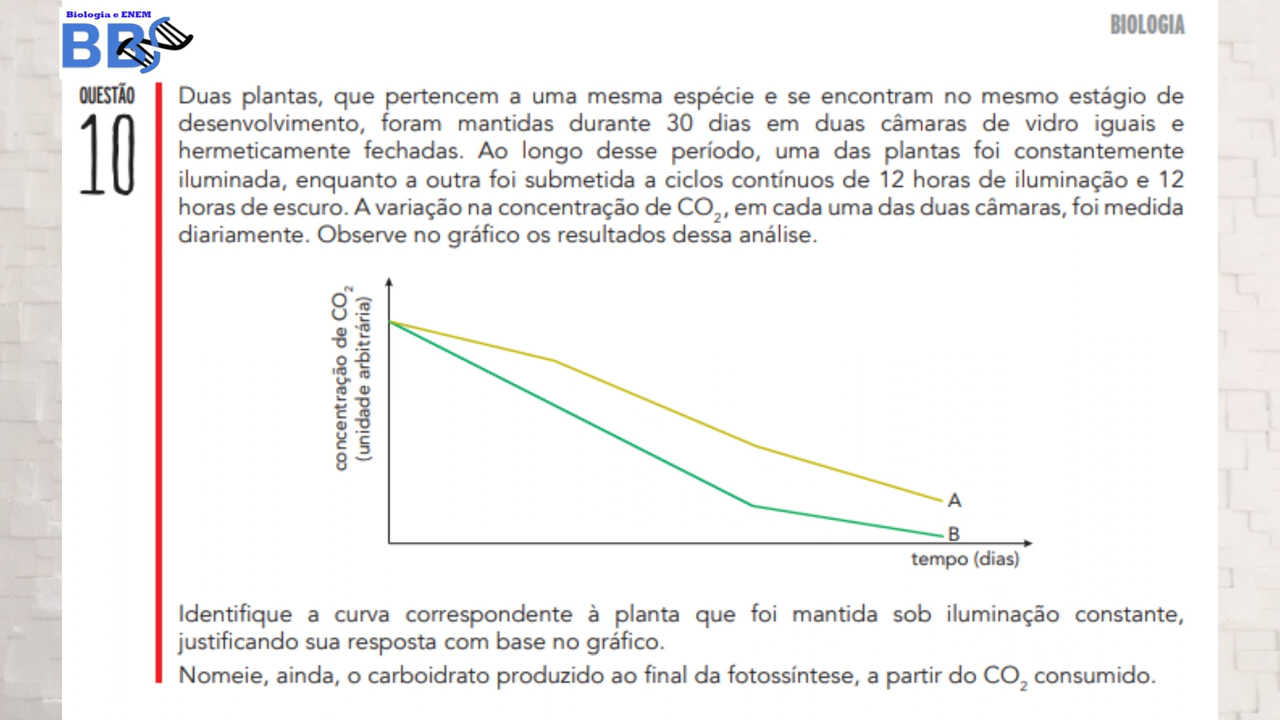 Biologia e ENEM
BBS
BIOLOGIA
QUESTÃO
10
Duas plantas, que pertencem a uma mesma espécie e se encontram no mesmo estágio de
desenvolvimento, foram mantidas durante 30 dias em duas câmaras de vidro iguais e
hermeticamente fechadas. Ao longo desse período, uma das plantas foi constantemente
iluminada, enquanto a outra foi submetida a ciclos contínuos de 12 horas de iluminação e 12
horas de escuro. A variação na concentração de CO₂, em cada uma das duas câmaras, foi medida
diariamente. Observe no gráfico os resultados dessa análise.
concentração de CO₂
(unidade arbitrária)
A
B
tempo (dias)
Identifique a curva correspondente à planta que foi mantida sob iluminação constante,
justificando sua resposta com base no gráfico.
Nomeie, ainda, o carboidrato produzido ao final da fotossíntese, a partir do CO₂ consumido.